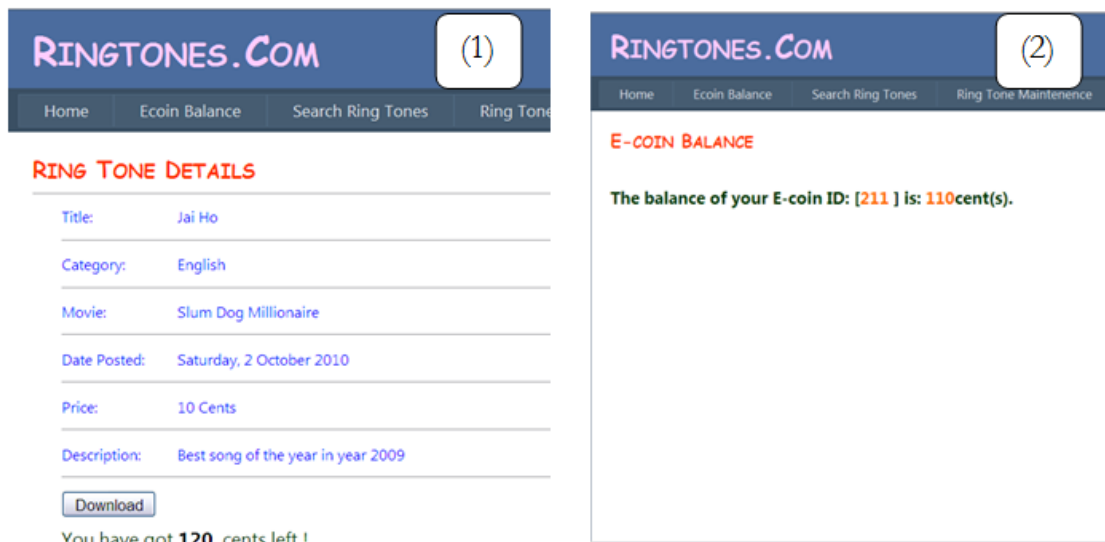 RINGTONES.COM
(1)
Home Ecoin Balance Search Ring Tones Ring Tone
RING TONE DETAILS
Title: Jai Ho
Category: English
Movie: Slum Dog Millionaire
Date Posted: Saturday, 2 October 2010
Price: 10 Cents
Description: Best song of the year in year 2009
Download
You have got 120 cents left !
RINGTONES.COM
(2)
Home Ecoin Balance Search Ring Tones Ring Tone Maintenence
E-COIN BALANCE
The balance of your E-coin ID: [211 ] is: 110cent(s).